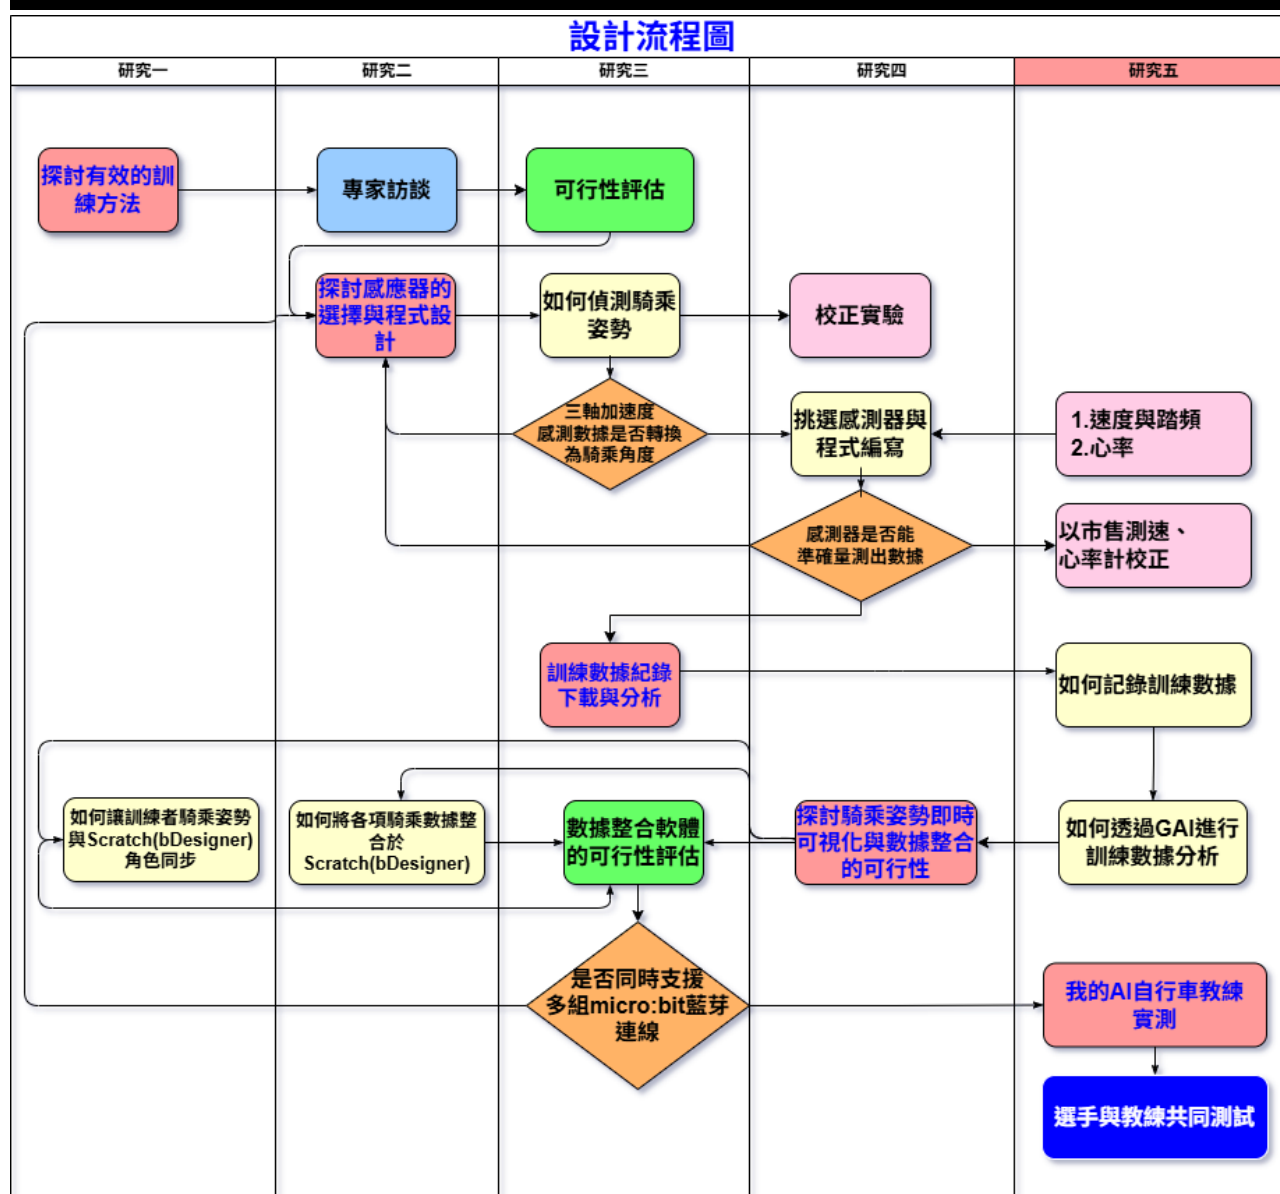 設計流程圖
研究一
研究二
研究三
研究四
研究五
探討有效的訓
練方法
專家訪談
可行性評估
探討感應器的
選擇與程式設
計
如何偵測騎乘
姿勢
校正實驗
三軸加速度
感測數據是否轉換
為騎乘角度
挑選感測器與
程式編寫
1.速度與踏頻
2.心率
感測器是否能
準確量測出數據
以市售測速、
心率計校正
訓練數據紀錄
下載與分析
如何記錄訓練數據
如何讓訓練者騎乘姿勢
與Scratch(bDesigner)
角色同步
如何將各項騎乘數據整
合於
Scratch(bDesigner)
數據整合軟體
的可行性評估
探討騎乘姿勢即時
可視化與數據整合
的可行性
如何透過GAI進行
訓練數據分析
是否同時支援
多組micro:bit藍芽
連線
我的AI自行車教練
實測
選手與教練共同測試